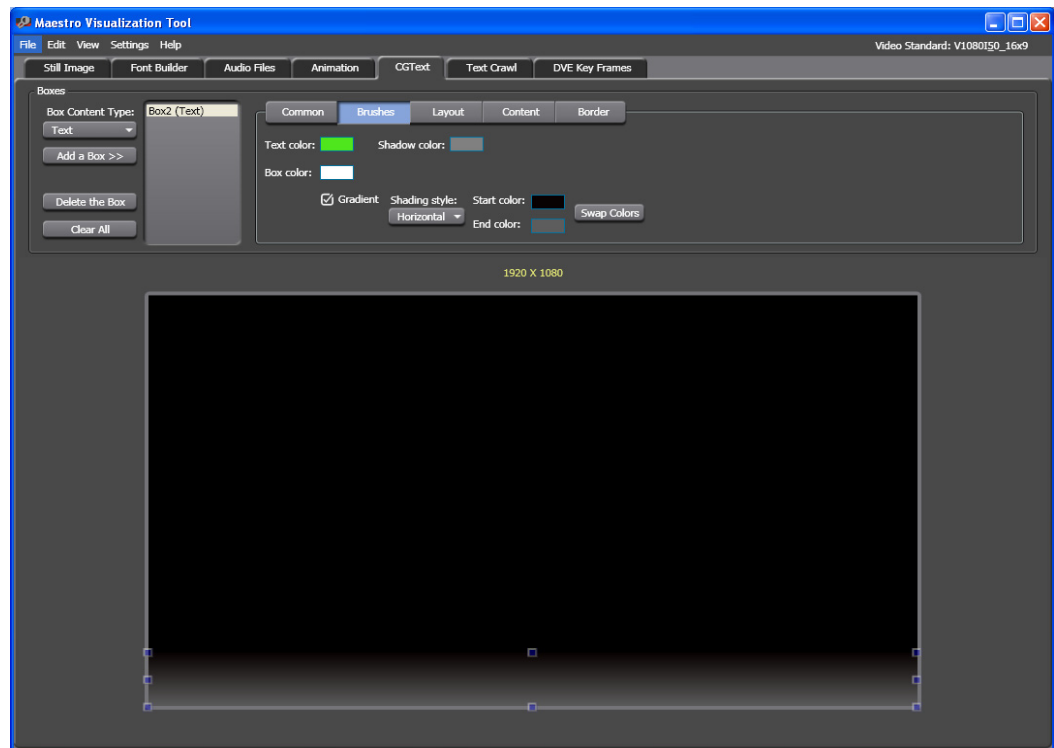 Maestro Visualization Tool
File Edit View Settings Help Video Standard: V1080I50_16x9
Still Image Font Builder Audio Files Animation CGText Text Crawl DVE Key Frames
Boxes
Box Content Type: Box2 (Text) Common Brushes Layout Content Border
Text
Text color: Shadow color:
Add a Box >>
Box color:
Delete the Box Gradient Shading style: Start color:
Horizontal Swap Colors
Clear All End color:
1920 X 1080